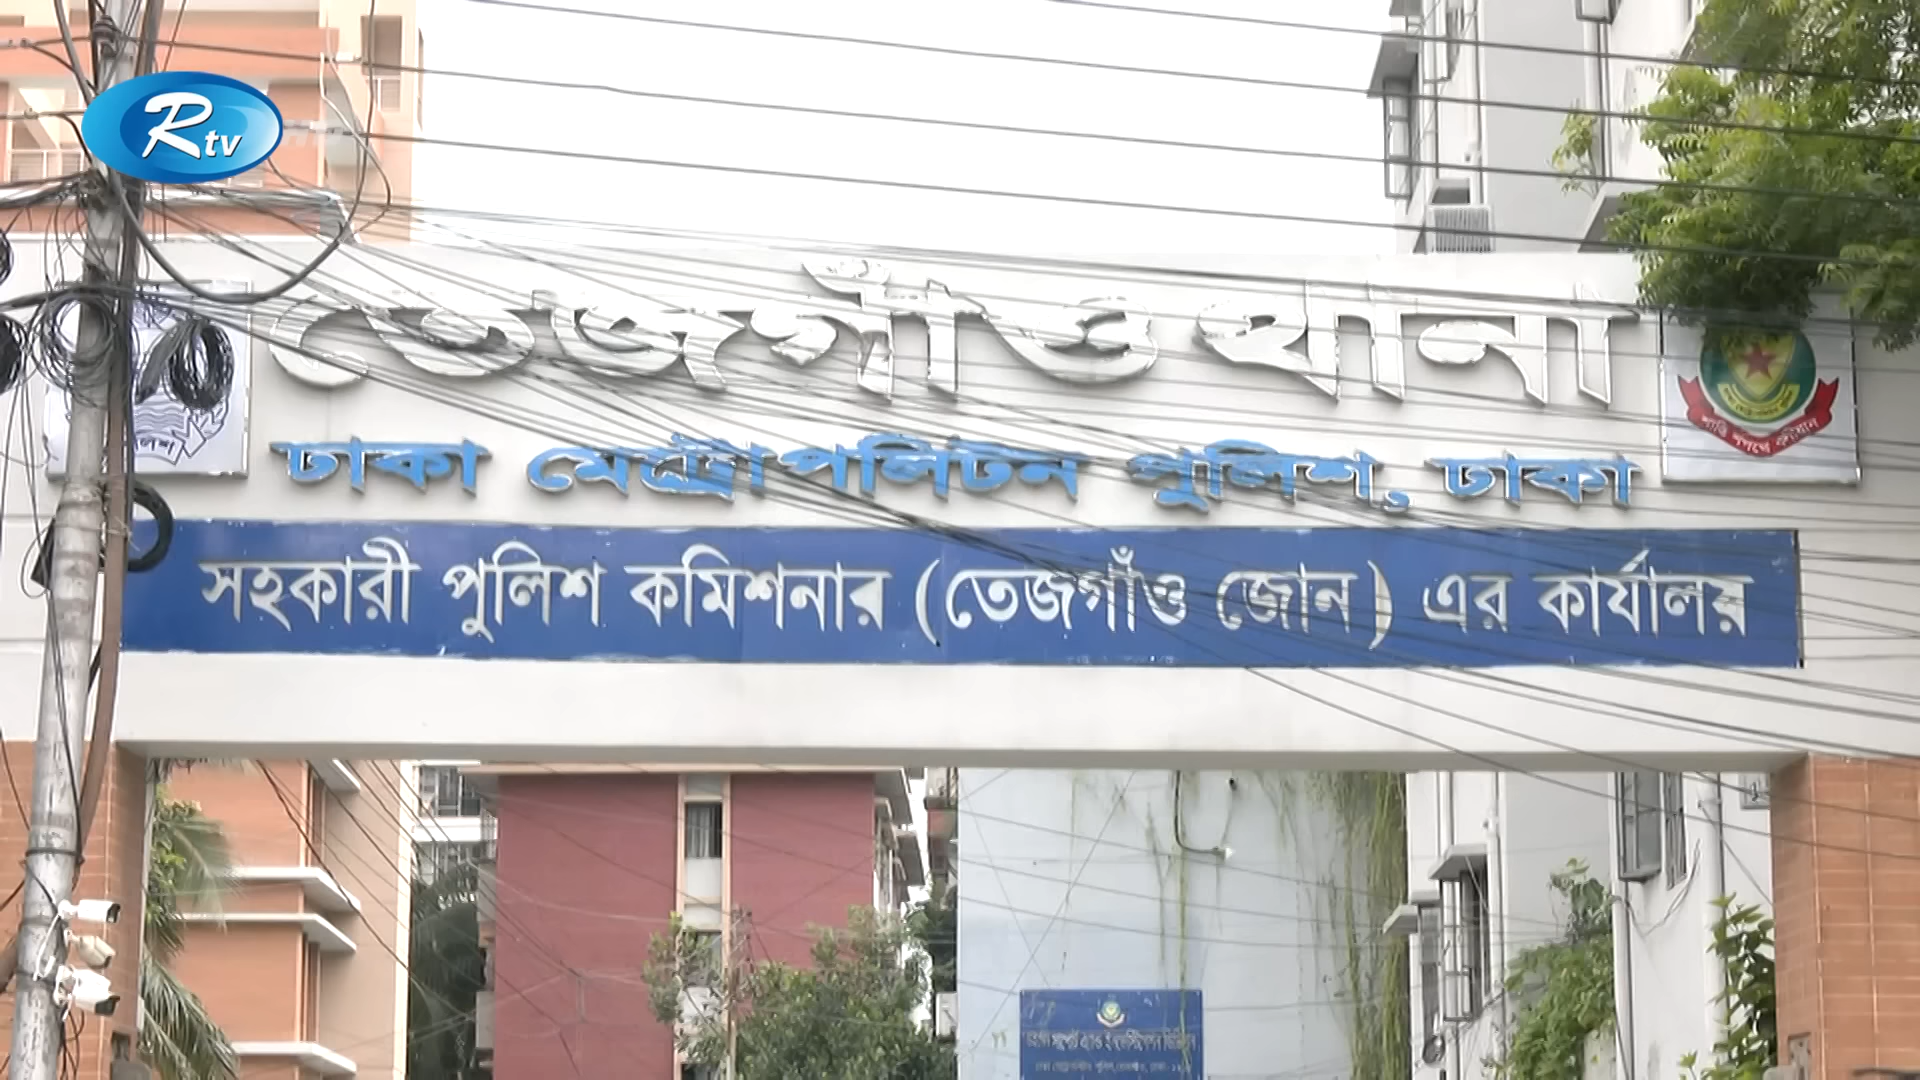 Rtv
তেজগাঁও থানা
ঢাকা মেট্রোপলিটন পুলিশ, ঢাকা
সহকারী পুলিশ কমিশনার (তেজগাঁও জোন) এর কার্যালয়